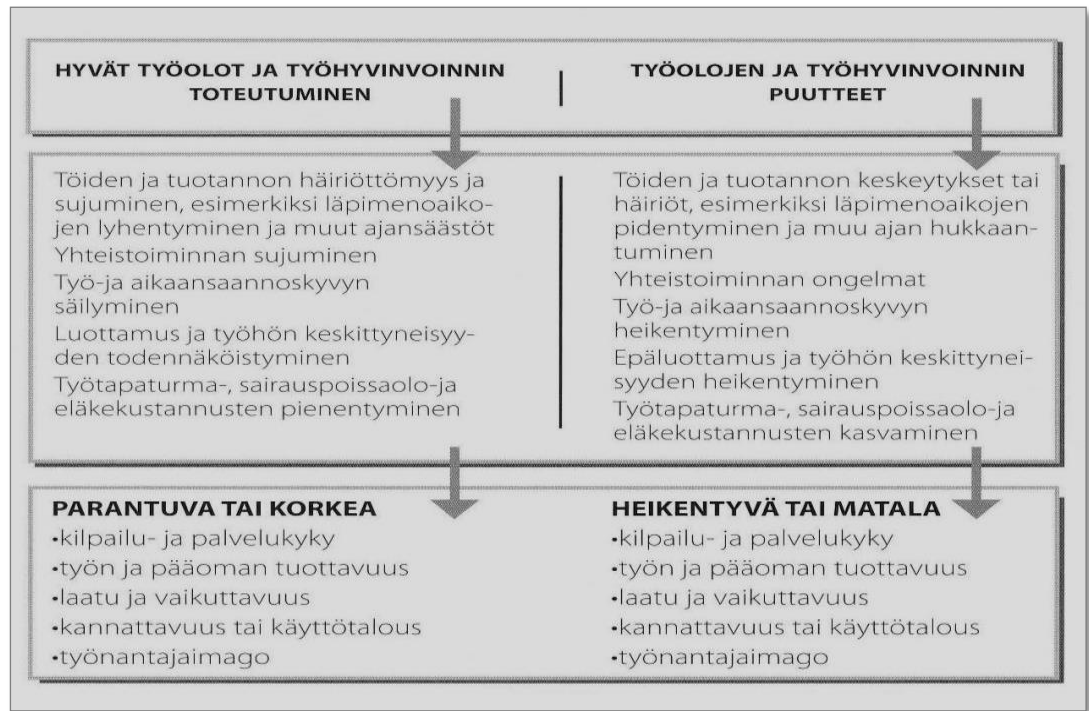 HYVÄT TYÖOLOT JA TYÖHYVINVOINNIN
TOTEUTUMINEN
TYÖOLOJEN JA TYÖHYVINVOINNIN
PUUTTEET
Töiden ja tuotannon häiriöttömyys ja
sujuminen, esimerkiksi läpimenoaiko-
jen lyhentyminen ja muut ajansäästöt
Yhteistoiminnan sujuminen
Työ-ja aikaansaannoskyvyn
säilyminen
Luottamus ja työhön keskittyneisyy-
den todennäköistyminen
Työtapaturma-, sairauspoissaolo-ja
eläkekustannusten pienentyminen
Töiden ja tuotannon keskeytykset tai
häiriöt, esimerkiksi läpimenoaikojen
pidentyminen ja muu ajan hukkaan-
tuminen
Yhteistoiminnan ongelmat
Työ-ja aikaansaannoskyvyn
heikentyminen
Epäluottamus ja työhön keskittynei-
syyden heikentyminen
Työtapaturma-, sairauspoissaolo-ja
eläkekustannusten kasvaminen
PARANTUVA TAI KORKEA
•kilpailu- ja palvelukyky
•työn ja pääoman tuottavuus
•laatu ja vaikuttavuus
•kannattavuus tai käyttötalous
•työnantajaimago
HEIKENTYVÄ TAI MATALA
•kilpailu- ja palvelukyky
•työn ja pääoman tuottavuus
•laatu ja vaikuttavuus
•kannattavuus tai käyttötalous
•työnantajaimago